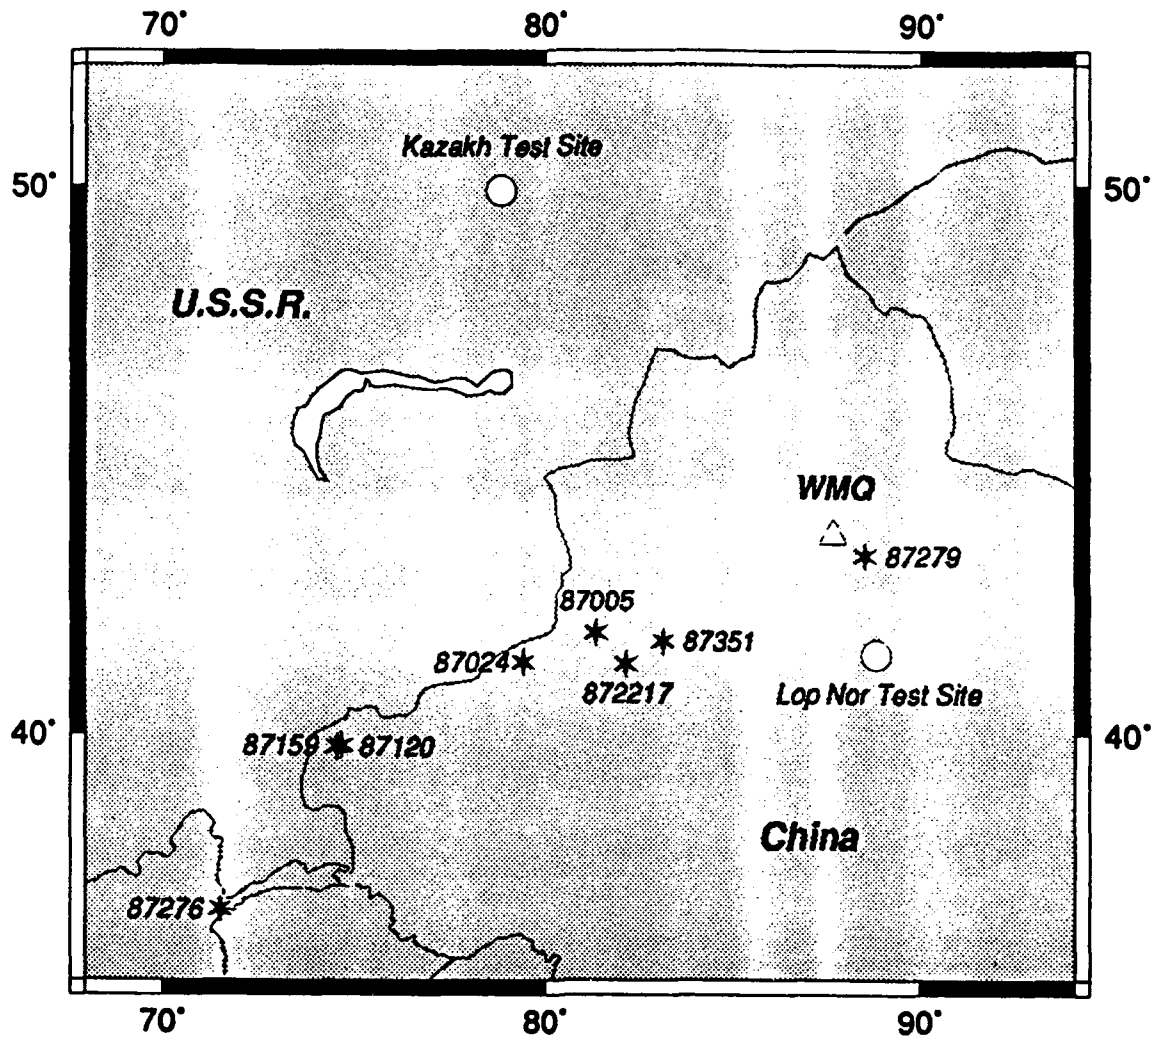 70° 80° 90°
Kazakh Test Site
50° 50°
U.S.S.R.
WMQ
87279
87005
87351
87024
872217
Lop Nor Test Site
40° 40°
87159 87120
China
87276
70° 80° 90°